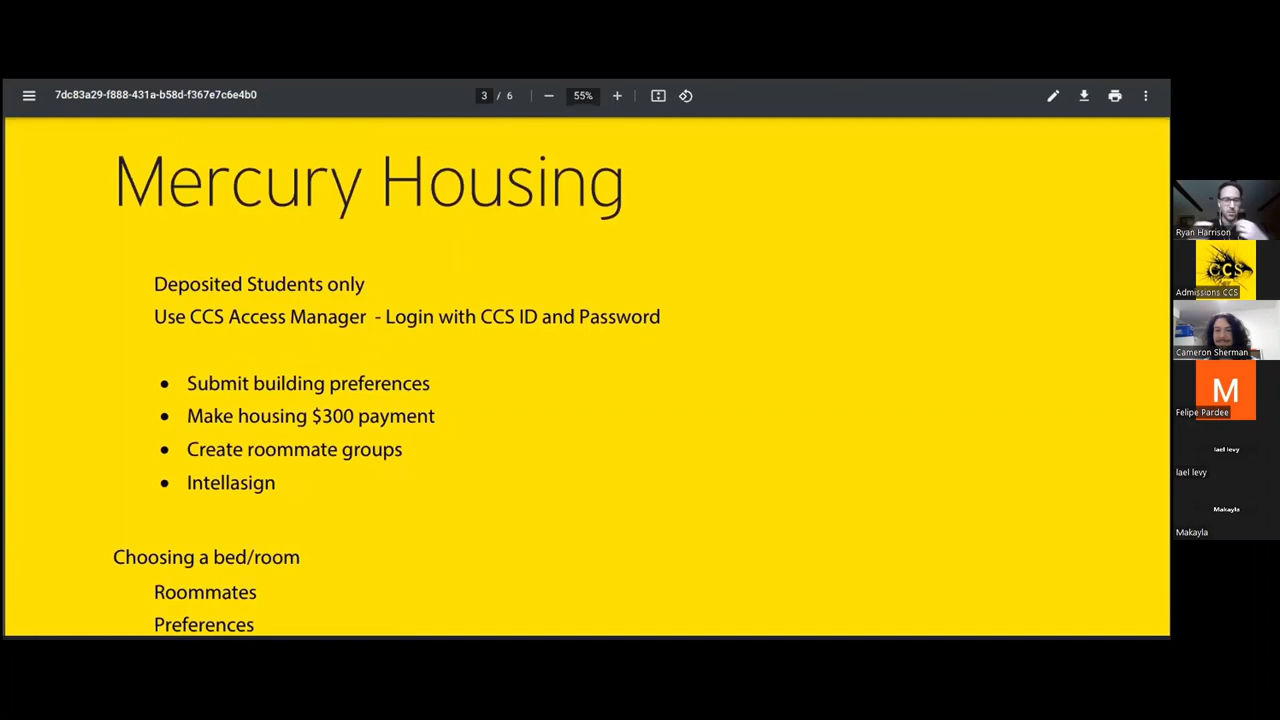 7dc83a29-f888-431a-b58d-f367e7c6e4b0
3 / 6
55%
Mercury Housing
Deposited Students only
Use CCS Access Manager - Login with CCS ID and Password
• Submit building preferences
• Make housing $300 payment
• Create roommate groups
• Intellasign
Choosing a bed/room
Roommates
Preferences
Ryan Harrison
CCS
Admissions CCS
Cameron Sherman
M
Felipe Pardee
lael levy
lael levy
Makayla
Makayla